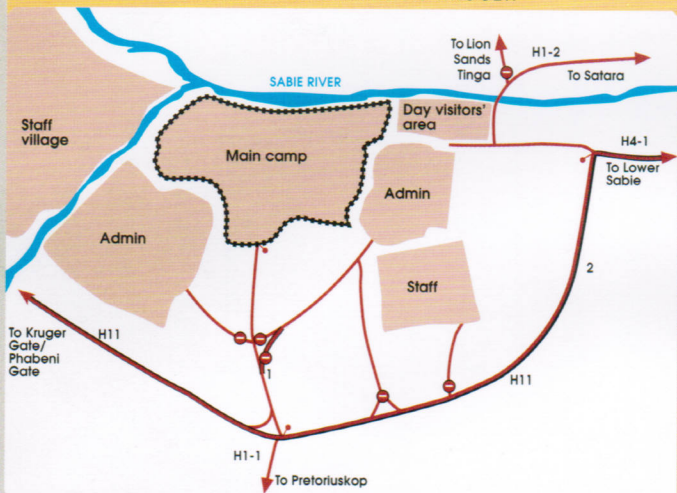 To Lion
Sands
Tinga
H1-2
To Satara
SABIE RIVER
Day visitors'
area
Staff
village
Main camp
H4-1
To Lower
Sabie
Admin
Admin
2
Staff
To Kruger
Gate/
Phabeni
Gate
H11
1
H11
H1-1
To Pretoriuskop